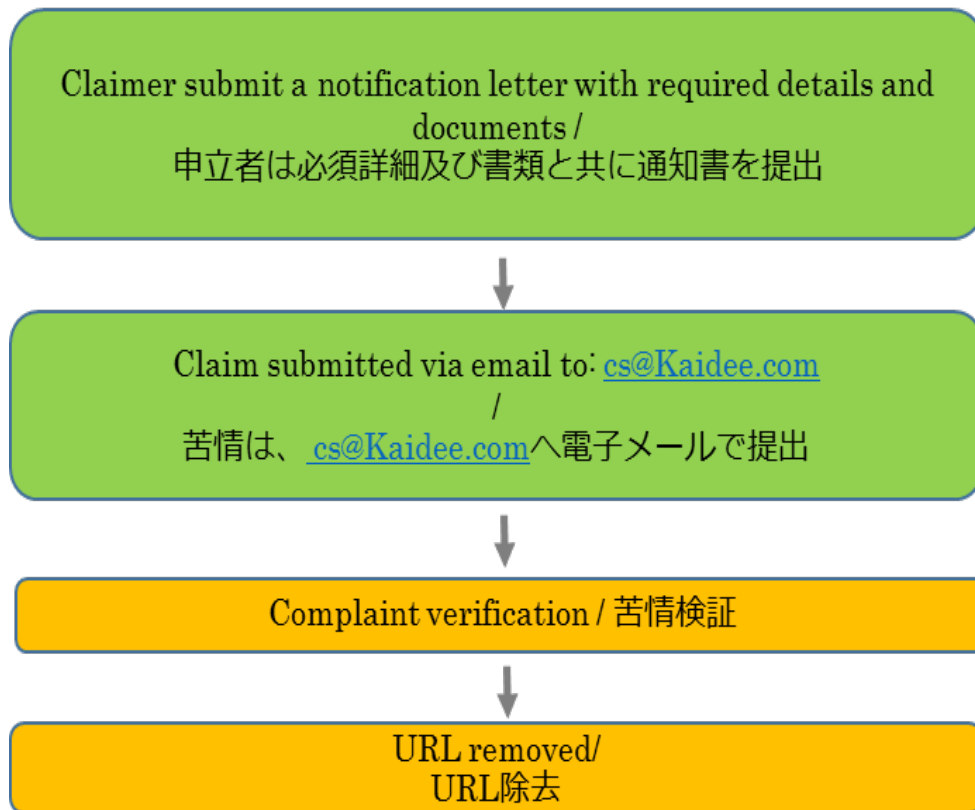 Claimer submit a notification letter with required details and
documents /
申立者は必須詳細及び書類と共に通知書を提出
Claim submitted via email to: cs@Kaidee.com
/
苦情は、 cs@Kaidee.comへ電子メールで提出
Complaint verification / 苦情検証
URL removed/
URL除去